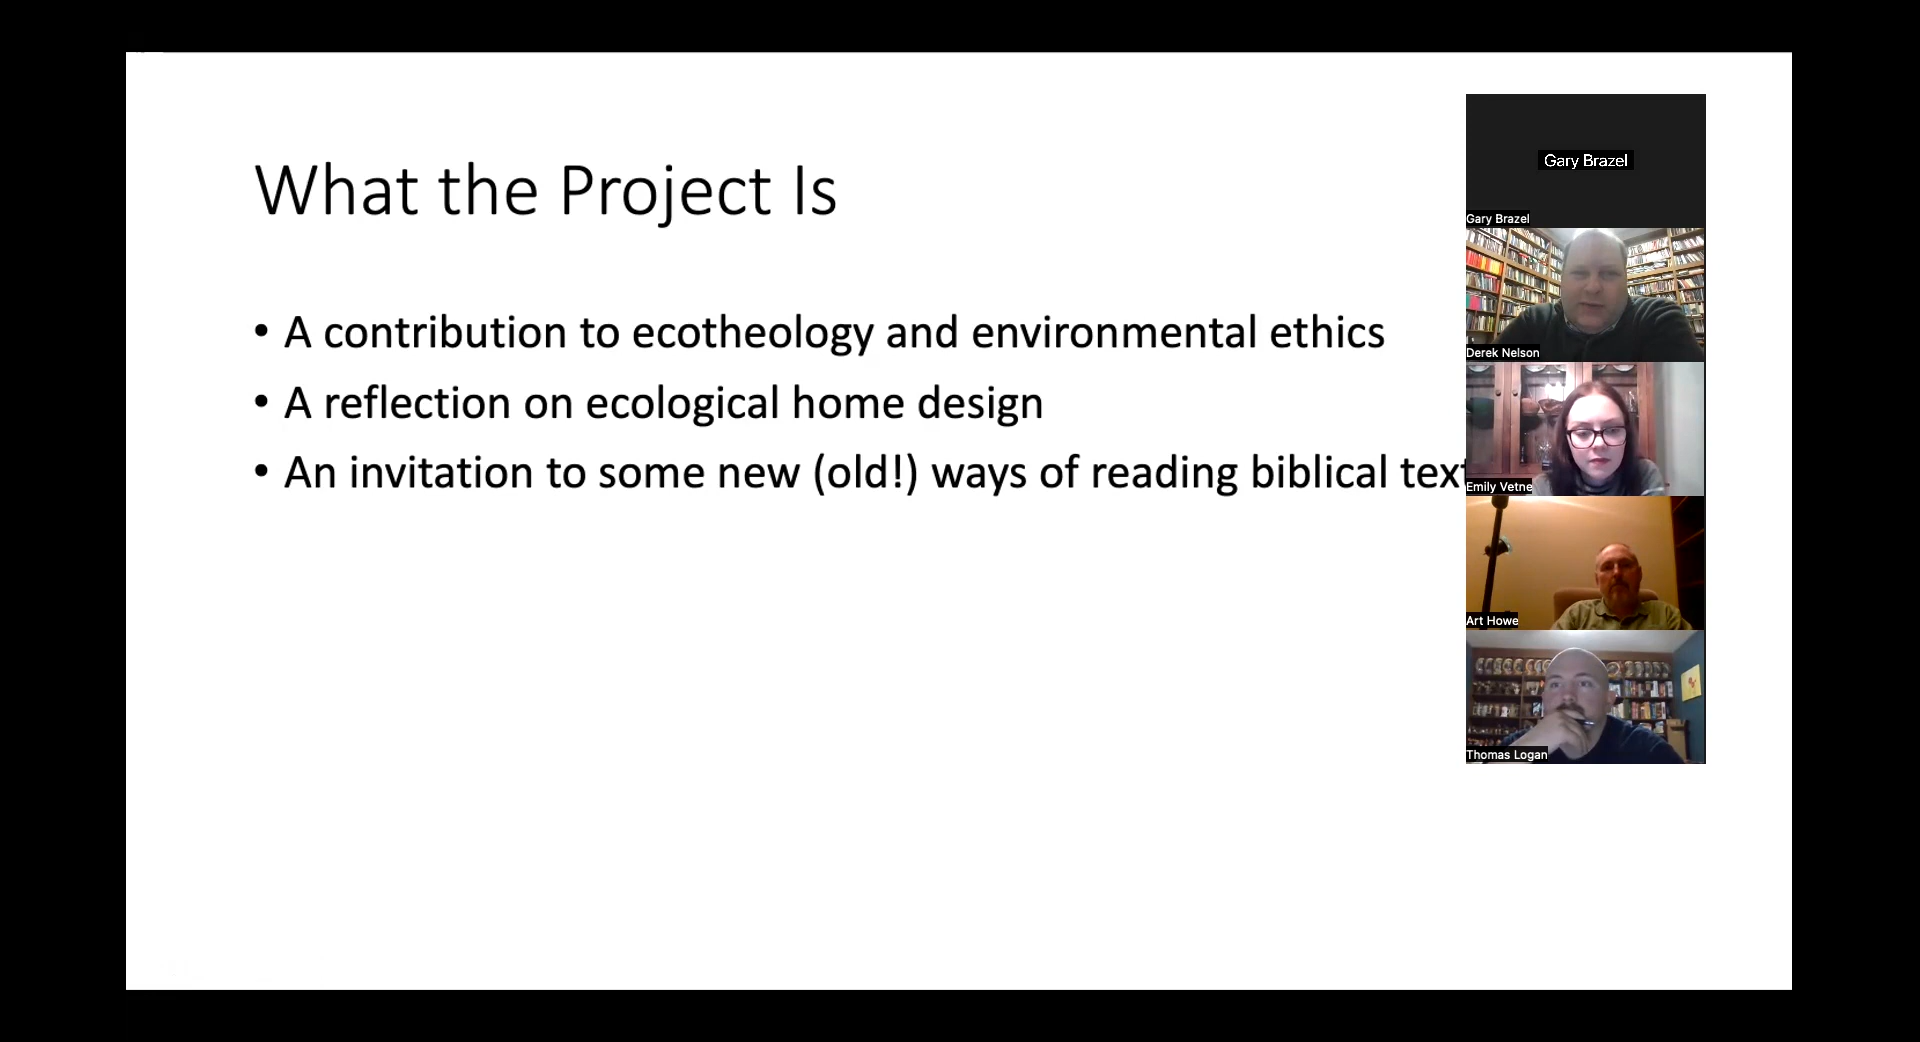 What the Project Is
• A contribution to ecotheology and environmental ethics
• A reflection on ecological home design
• An invitation to some new (old!) ways of reading biblical
Gary Brazel
Gary Brazel
Derek Nelson
Emily Vetne
Art Howe
Thomas Logan